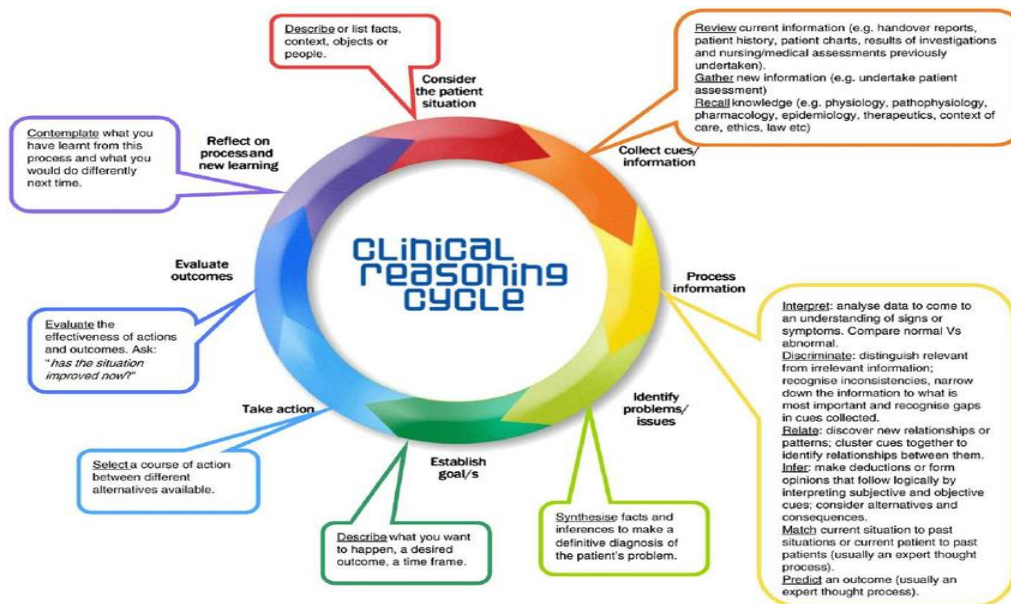 Describe or list facts,
context, objects or
people.
Consider
the patient
situation
Review current information (e.g. handover reports,
patient history, patient charts, results of investigations
and nursing/medical assessments previously
undertaken).
Gather new information (e.g. undertake patient
assessment)
Recall knowledge (e.g. physiology, pathophysiology,
pharmacology, epidemiology, therapeutics, context of
care, ethics, law etc)
Collect cues/
information
Process
information
Interpret: analyse data to come to
an understanding of signs or
symptoms. Compare normal Vs
abnormal.
Discriminate: distinguish relevant
from irrelevant information;
recognise inconsistencies, narrow
down the information to what is
most important and recognise gaps
in cues collected.
Relate: discover new relationships or
patterns; cluster cues together to
identify relationships between them.
Infer: make deductions or form
opinions that follow logically by
interpreting subjective and objective
cues; consider alternatives and
consequences.
Match current situation to past
situations or current patient to past
patients (usually an expert thought
process).
Predict an outcome (usually an
expert thought process).
Identify
problems/
issues
Synthesise facts and
inferences to make a
definitive diagnosis
of the patient's problem.
Establish
goal/s
Describe what you want
to happen, a desired
outcome, a time frame.
Take action
Select a course of action
between different
alternatives available.
Evaluate
outcomes
Evaluate the
effectiveness of actions
and outcomes. Ask:
"has the situation
improved now?"
Reflect on
process and
new learning
Contemplate what you
have learnt from this
process and what you
would do differently
next time.
CLINICAL
REASONING
CYCLE